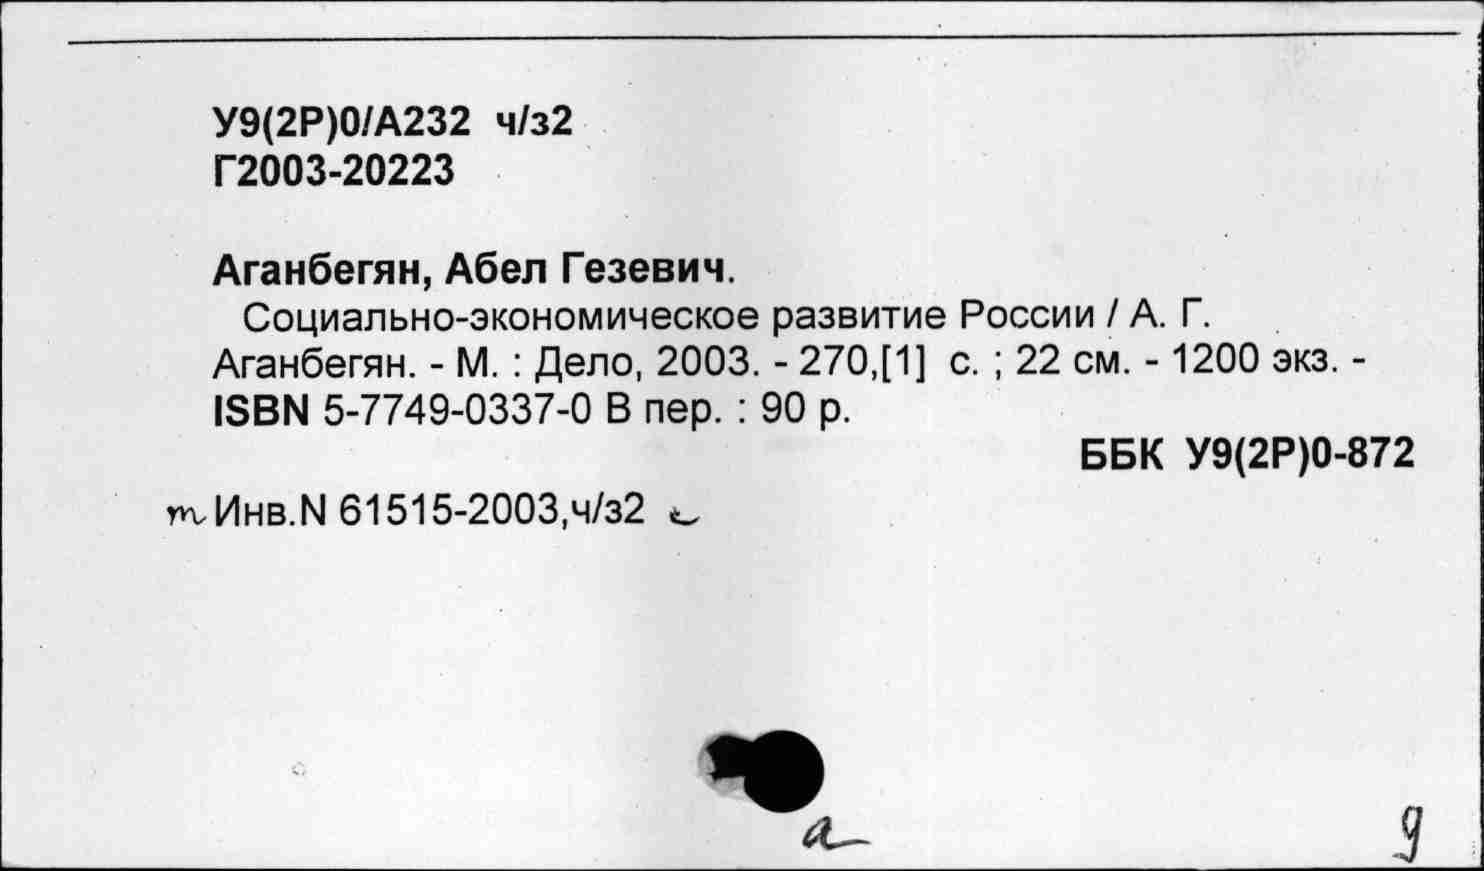 У9(2Р)0/А232 ч/з2
Г2003-20223
Аганбегян, Абел Гезевич.
Социально-экономическое развитие России / А. Г.
Аганбегян. - М. : Дело, 2003. - 270,[1] с. ; 22 см. - 1200 экз. -
ISBN 5-7749-0337-0 В пер. : 90 р.
ББК У9(2Р)0-872
Инв.N 61515-2003,ч/з2
а
9